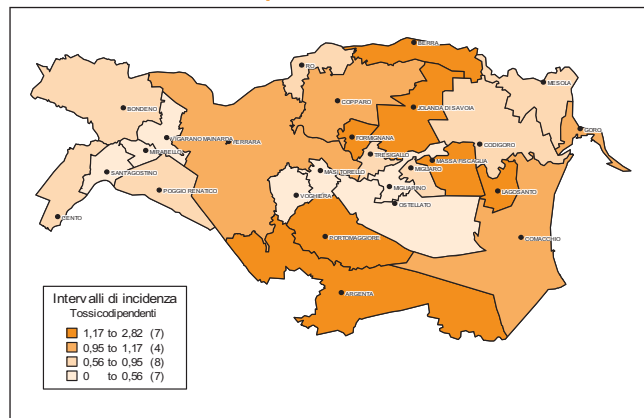 BERRA
RO
MESOLA
COPPARO
JOLANDA DI SAVOIA
BONDENO
GORO
FORMIGNANA
VIGARANO MAINARDA
FERRARA
CODIGORO
MIRABELLO
TRESIGALLO
MASSA FISCAGLIA
SANT'AGOSTINO
MASI TORELLO
MIGLIARO
POGGIO RENATICO
MIGLIARINO
LAGOSANTO
VOGHIERA
OSTELLATO
CENTO
PORTOMAGGIORE
COMACCHIO
ARGENTA
Intervalli di incidenza
Tossicodipendenti
1,17 to 2,82 (7)
0,95 to 1,17 (4)
0,56 to 0,95 (8)
0 to 0,56 (7)